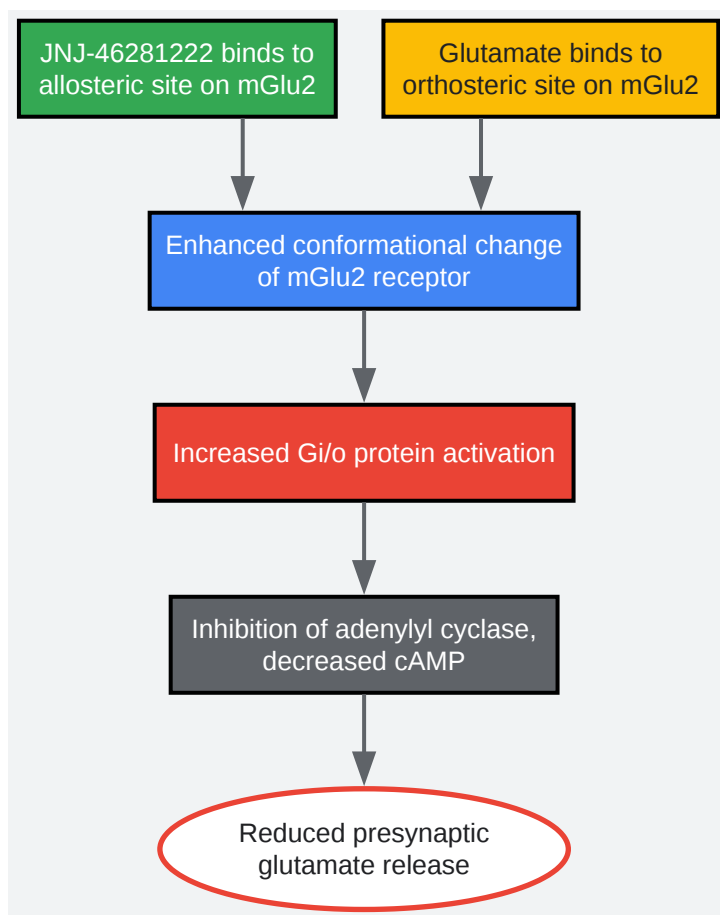 JNJ-46281222 binds to
allosteric site on mGlu2
Glutamate binds to
orthosteric site on mGlu2
Enhanced conformational change
of mGlu2 receptor
Increased Gi/o protein activation
Inhibition of adenylyl cyclase,
decreased cAMP
Reduced presynaptic
glutamate release